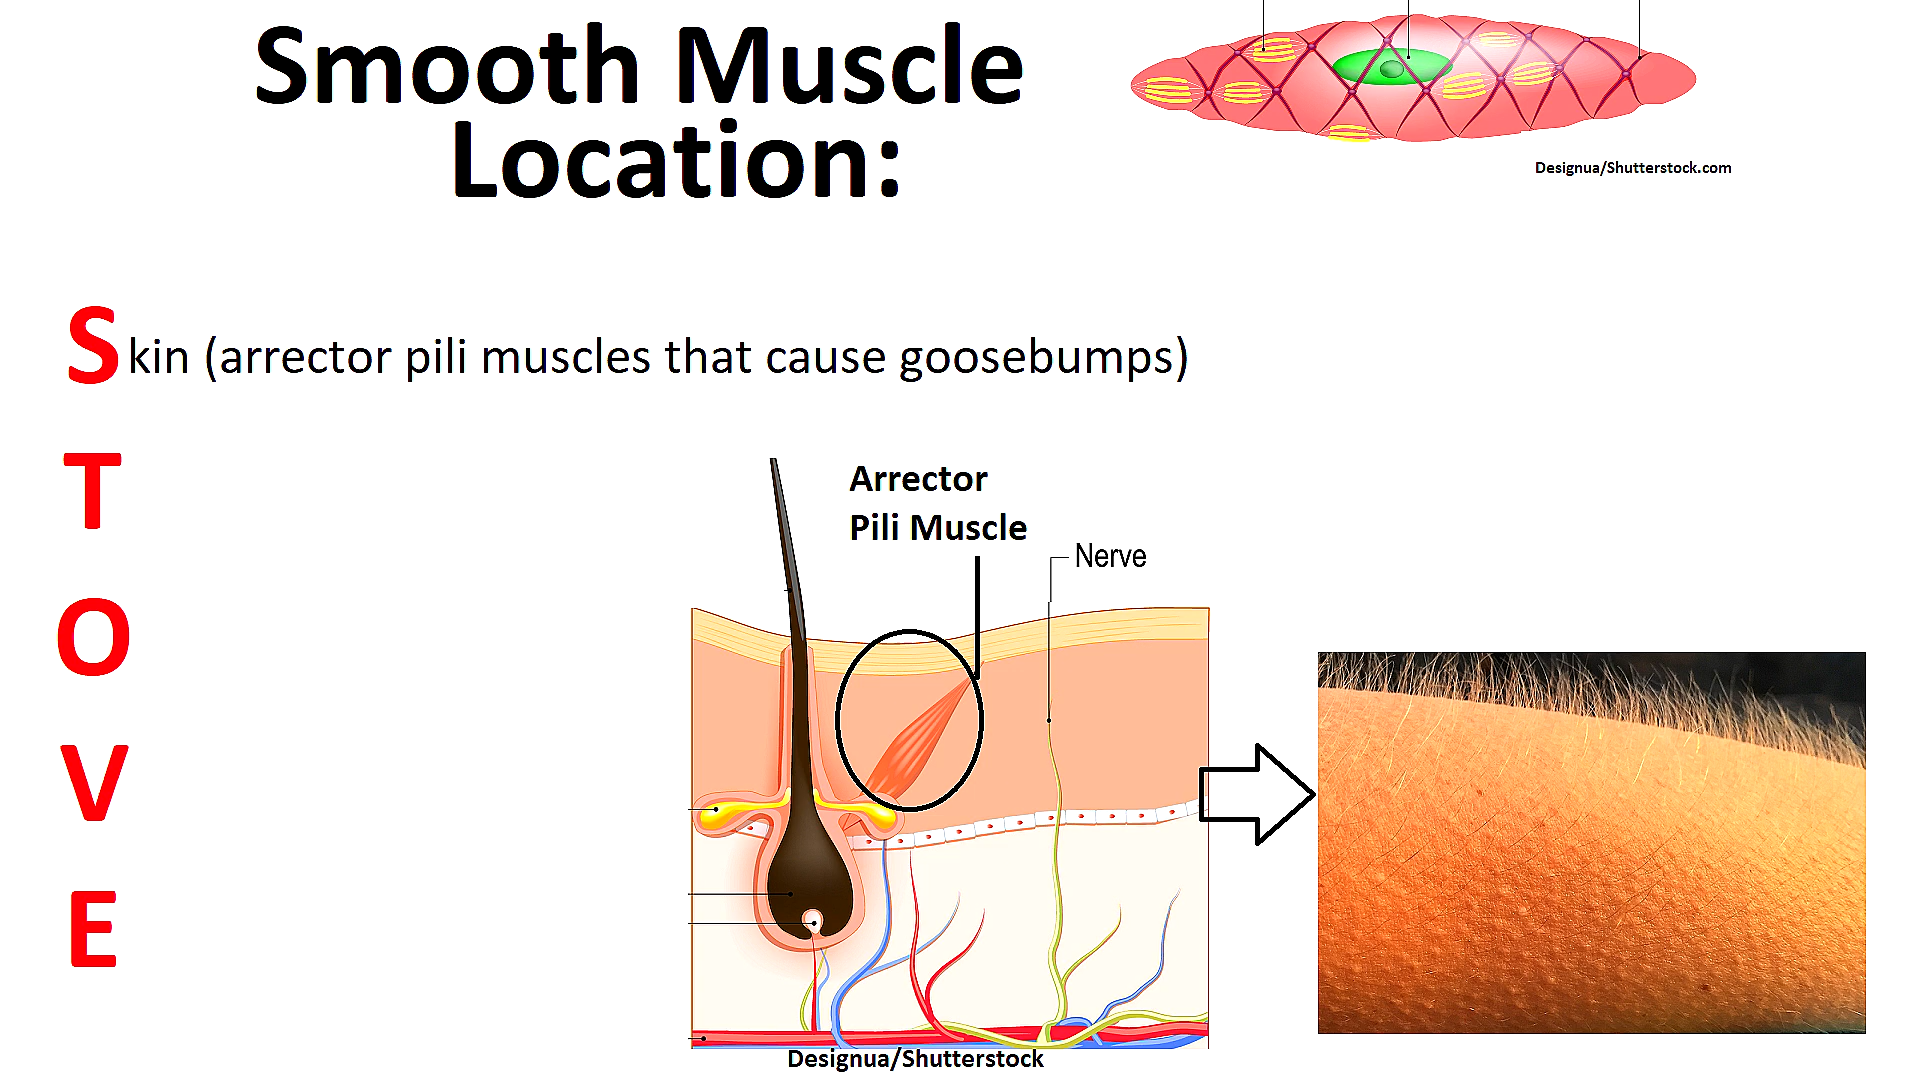 Smooth Muscle
Location:
Designua/Shutterstock.com
Skin (arrector pili muscles that cause goosebumps)
T
O
V
E
Arrector
Pili Muscle
Nerve
Designua/Shutterstock